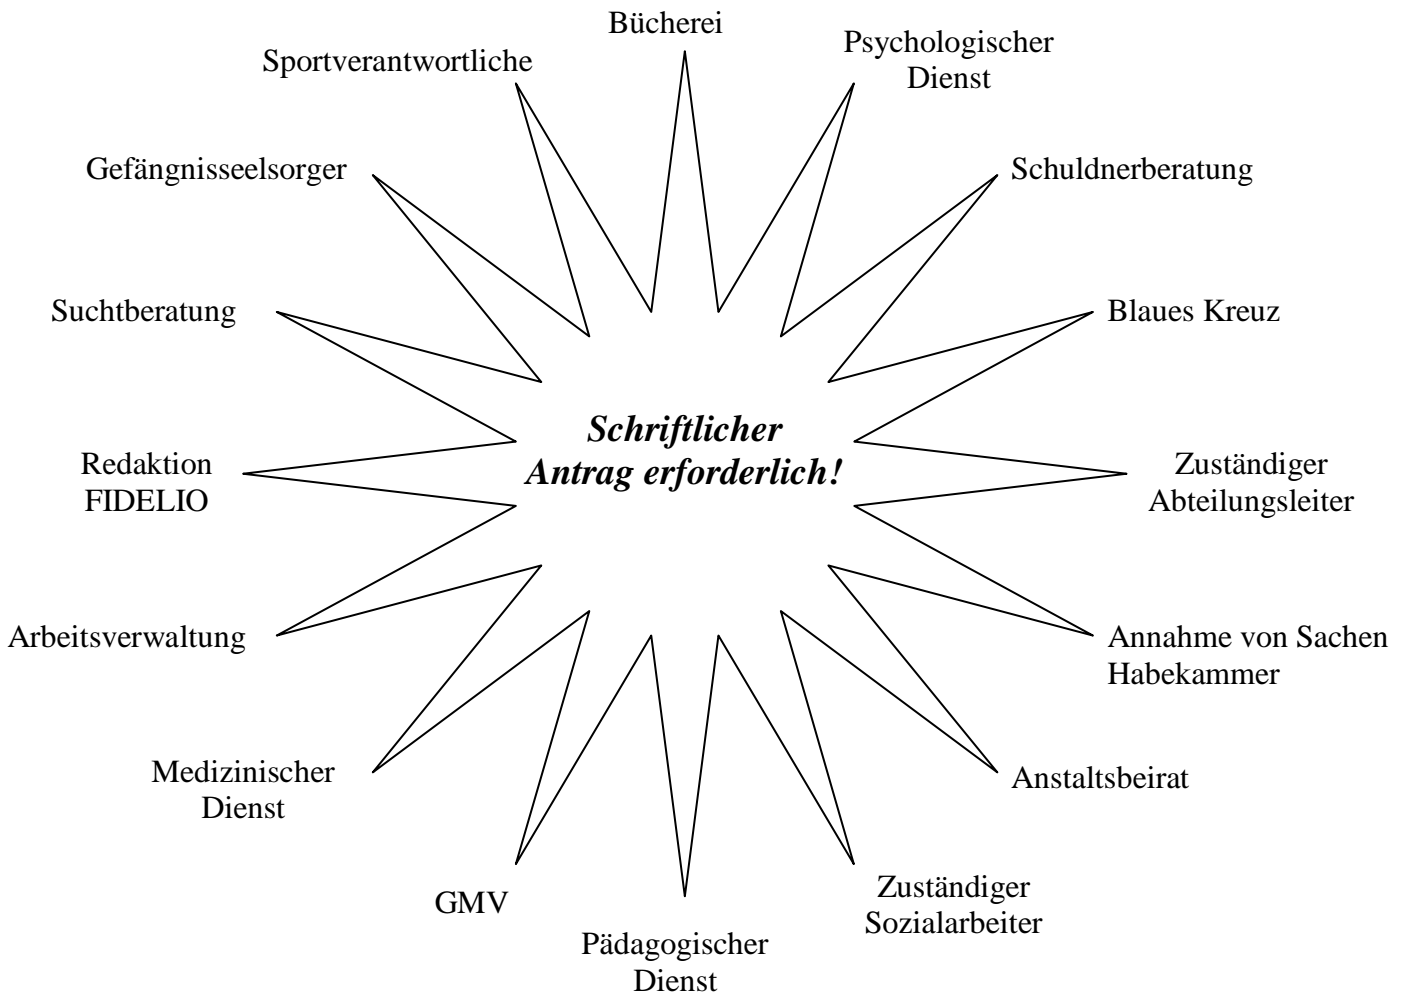 Bücherei
Psychologischer
Dienst
Sportverantwortliche
Gefängnisseelsorger
Schuldnerberatung
Suchtberatung
Blaues Kreuz
Schriftlicher
Antrag erforderlich!
Redaktion
FIDELIO
Zuständiger
Abteilungsleiter
Arbeitsverwaltung
Annahme von Sachen
Habekammer
Medizinischer
Dienst
Anstaltsbeirat
GMV
Zuständiger
Sozialarbeiter
Pädagogischer
Dienst